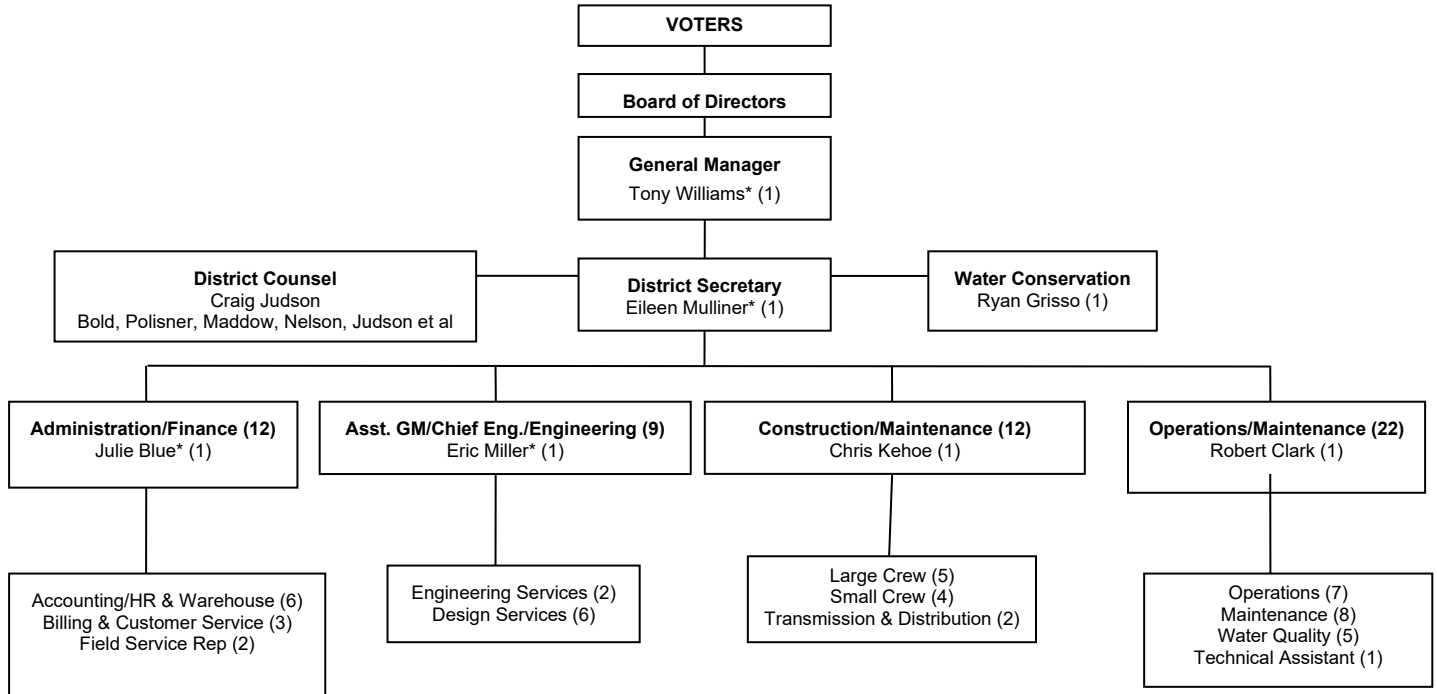 VOTERS
Board of Directors
General Manager
Tony Williams* (1)
District Counsel
Craig Judson
Bold, Polisner, Maddow, Nelson, Judson et al
District Secretary
Eileen Mulliner* (1)
Water Conservation
Ryan Grisso (1)
Administration/Finance (12)
Julie Blue* (1)
Asst. GM/Chief Eng./Engineering (9)
Eric Miller* (1)
Construction/Maintenance (12)
Chris Kehoe (1)
Operations/Maintenance (22)
Robert Clark (1)
Accounting/HR & Warehouse (6)
Billing & Customer Service (3)
Field Service Rep (2)
Engineering Services (2)
Design Services (6)
Large Crew (5)
Small Crew (4)
Transmission & Distribution (2)
Operations (7)
Maintenance (8)
Water Quality (5)
Technical Assistant (1)